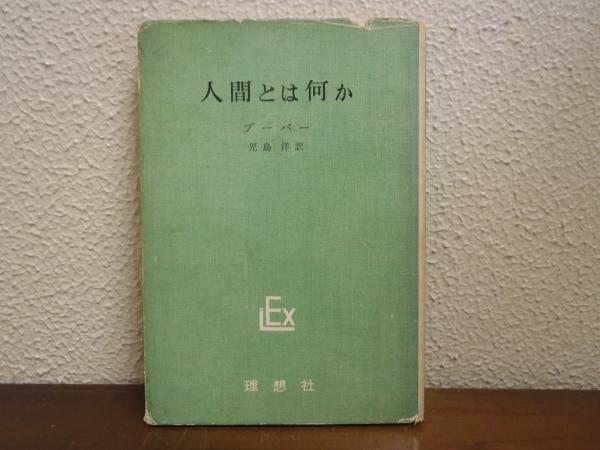 人間とは何か
ブーバー
児島 洋 訳
LEx
理想社